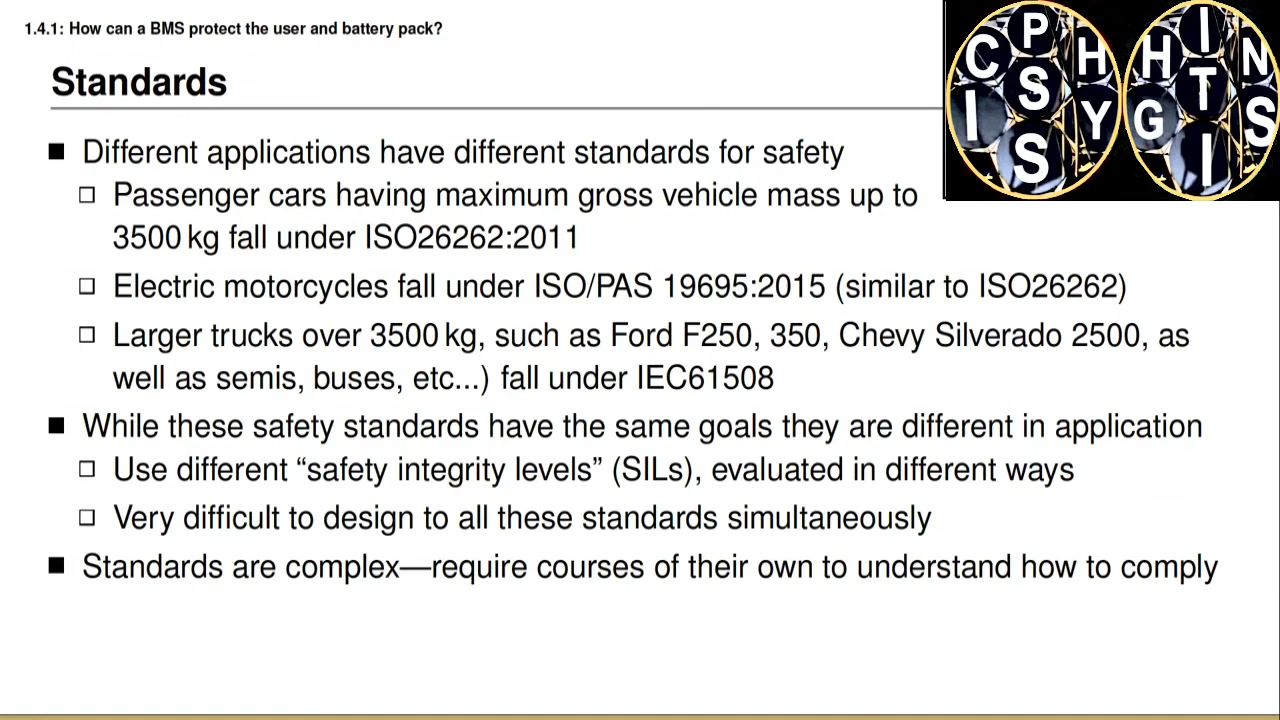 1.4.1: How can a BMS protect the user and battery pack?
Standards
Different applications have different standards for safety
Passenger cars having maximum gross vehicle mass up to
3500 kg fall under ISO26262:2011
Electric motorcycles fall under ISO/PAS 19695:2015 (similar to ISO26262)
Larger trucks over 3500 kg, such as Ford F250, 350, Chevy Silverado 2500, as
well as semis, buses, etc...) fall under IEC61508
While these safety standards have the same goals they are different in application
Use different “safety integrity levels” (SILs), evaluated in different ways
Very difficult to design to all these standards simultaneously
Standards are complex—require courses of their own to understand how to comply
P
C H
S
I Y
S
I
H N
T
G S
I